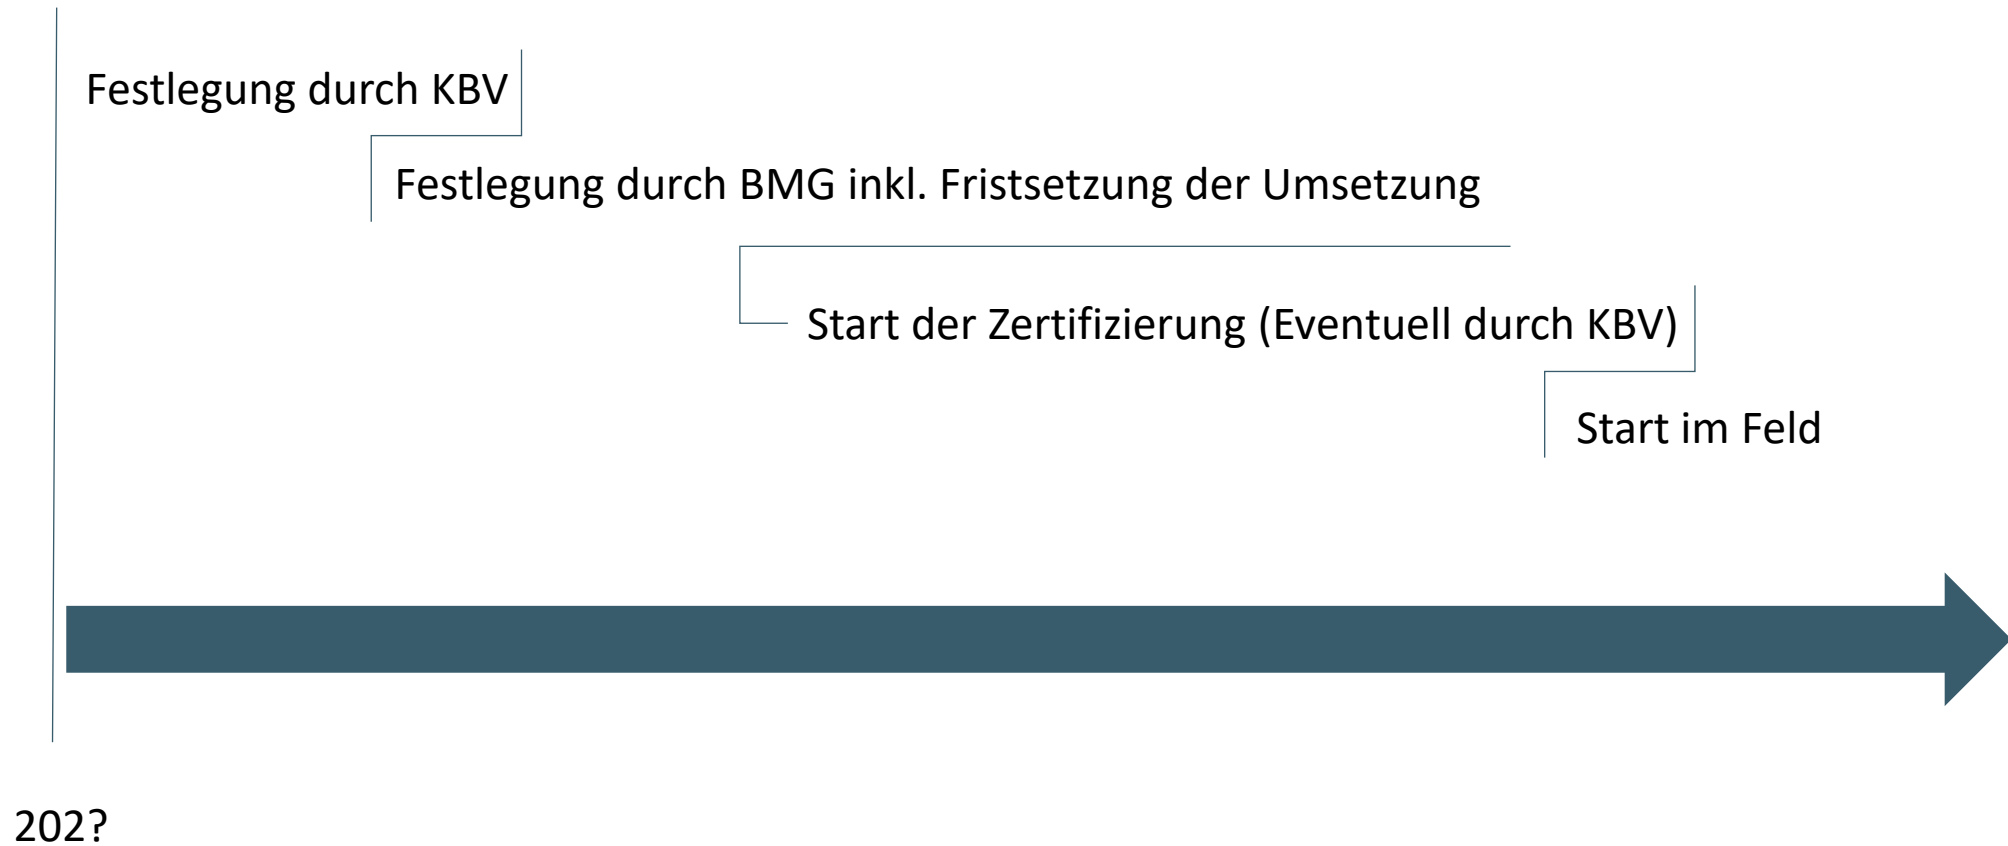 Festlegung durch KBV
Festlegung durch BMG inkl. Fristsetzung der Umsetzung
Start der Zertifizierung (Eventuell durch KBV)
Start im Feld
202?